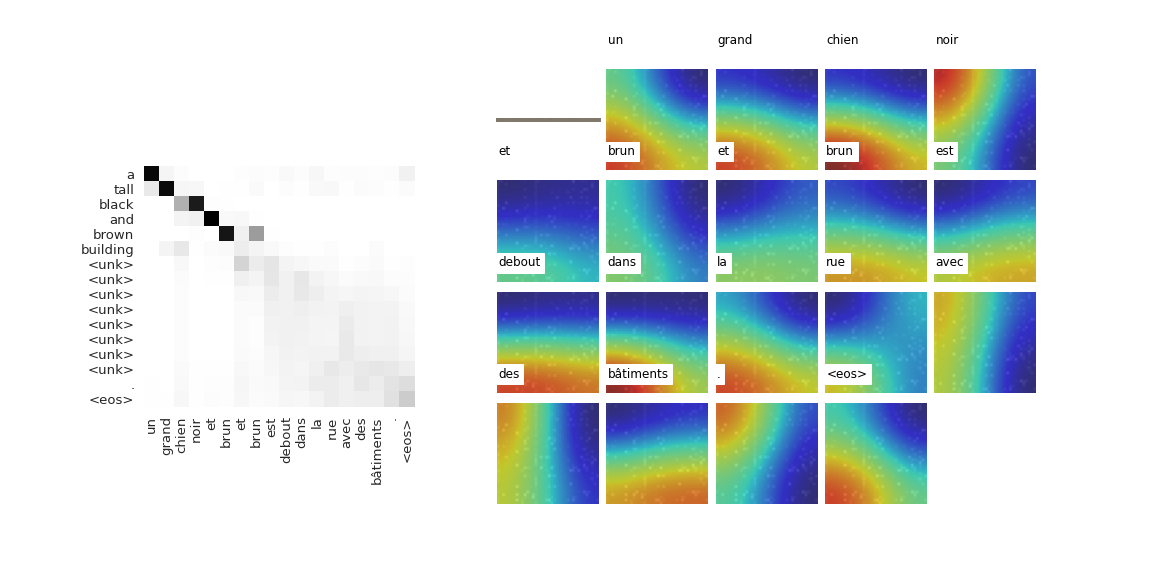 a
tall
black
and
brown
building
<unk>
<unk>
<unk>
<unk>
<unk>
<unk>
<unk>
<unk>
.
<eos>
un
grand
chien
noir
et
brun
et
brun
est
debout
dans
la
rue
avec
des
bâtiments
.
<eos>
un grand chien noir
et brun et brun est
debout dans la rue avec
des bâtiments . <eos>